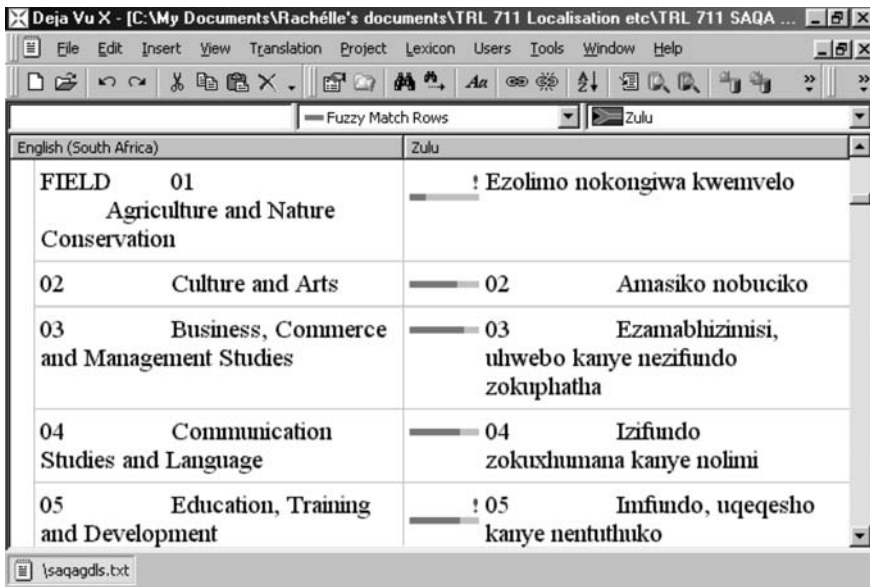 Deja Vu X - [C:\My Documents\Rachélle's documents\TRL 711 Localisation etc\TRL 711 SAQA ...
File Edit Insert View Translation Project Lexicon Users Tools Window Help
Aa
Fuzzy Match Rows Zulu
English (South Africa) Zulu
FIELD 01 ! Ezolimo nokongiwa kwemvelo
Agriculture and Nature
Conservation
02 Culture and Arts 02 Amasiko nobuciko
03 Business, Commerce 03 Ezamabhizimisi,
and Management Studies uhwebo kanye nezifundo
zokuphatha
04 Communication 04 Izifundo
Studies and Language zokuxhumana kanye nolimi
05 Education, Training ! 05 Imfundo, uqeqesho
and Development kanye nentuthuko
\saqagdls.txt